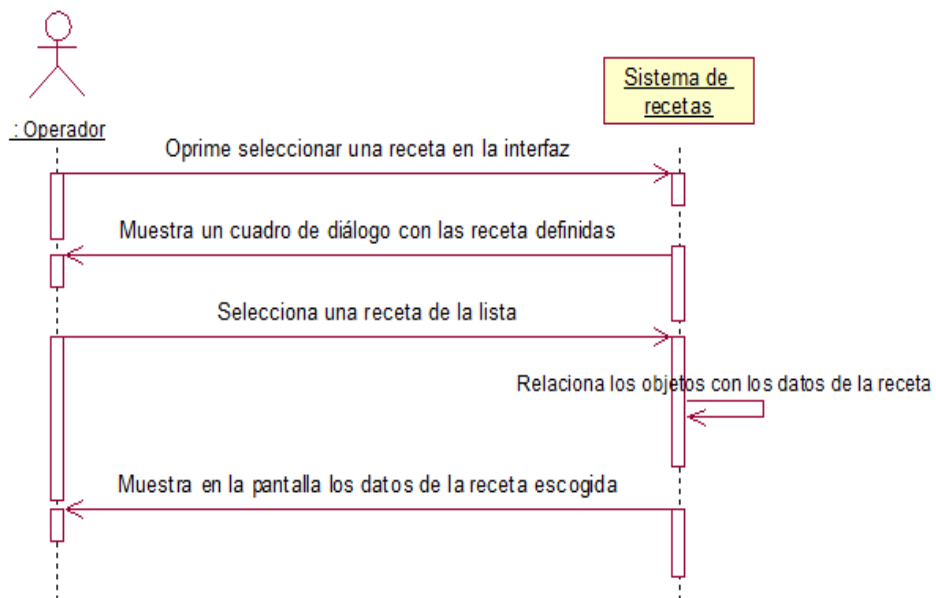 Sistema de
recetas
: Operador
Oprime seleccionar una receta en la interfaz
Muestra un cuadro de diálogo con las receta definidas
Selecciona una receta de la lista
Relaciona los objetos con los datos de la receta
Muestra en la pantalla los datos de la receta escogida